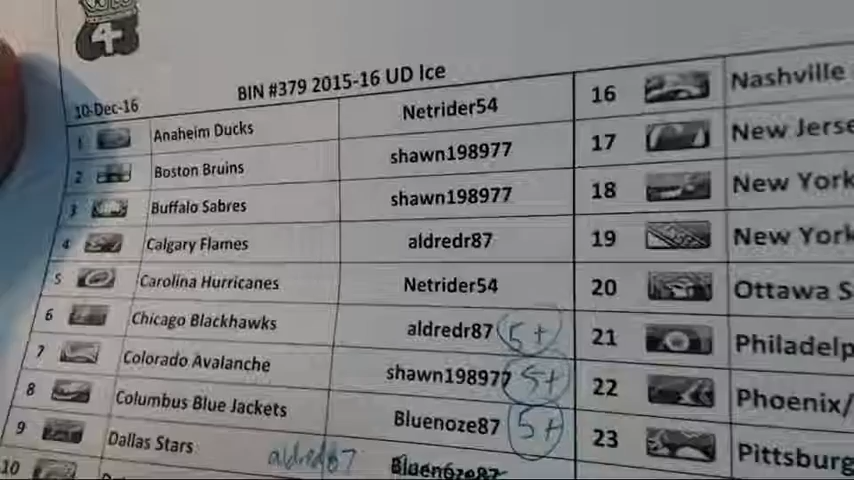 43
BIN #379 2015-16 UD Ice
10-Dec-16
1 Anaheim Ducks Netrider54 16 Nashville
2 Boston Bruins shawn198977 17 New Jerse
3 Buffalo Sabres shawn198977 18 New York
4 Calgary Flames aldredr87 19 New York
5 Carolina Hurricanes Netrider54 20 Ottawa S
6 Chicago Blackhawks aldredr87 5+ 21 Philadelp
7 Colorado Avalanche shawn198977 5+ 22 Phoenix/
8 Columbus Blue Jackets Bluenoze87 5+ 23 Pittsburg
9 Dallas Stars aldred87 Bluenoze87
10